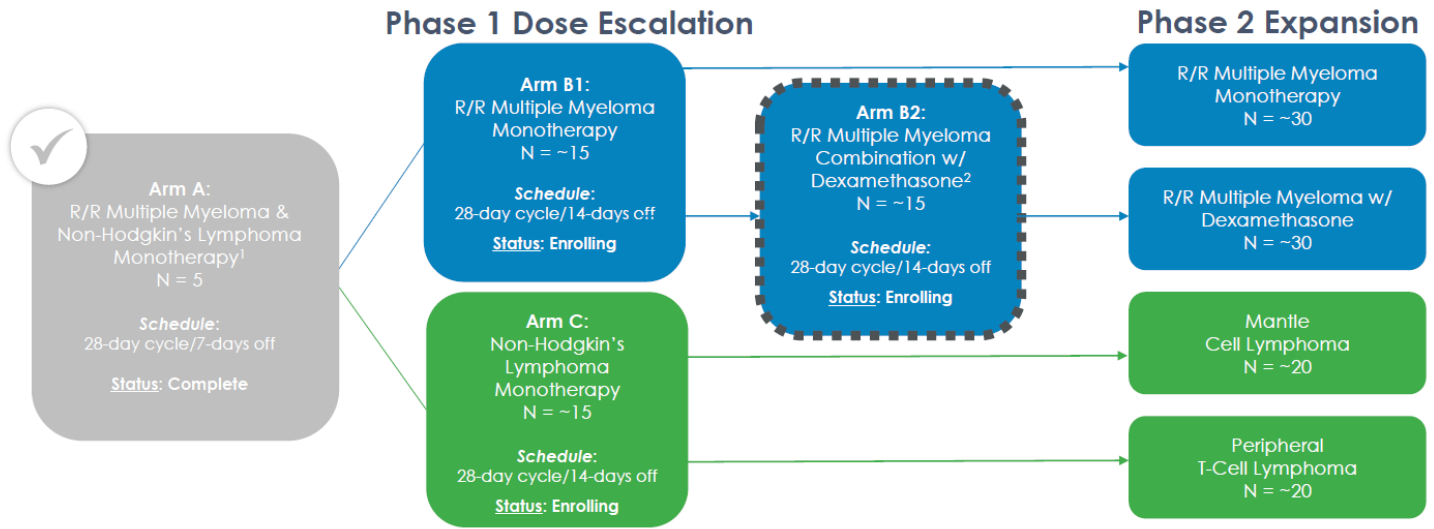 Phase 1 Dose Escalation
Phase 2 Expansion
Arm A:
R/R Multiple Myeloma &
Non-Hodgkin's Lymphoma
Monotherapy¹
N = 5
Schedule:
28-day cycle/7-days off
Status: Complete
Arm B1:
R/R Multiple Myeloma
Monotherapy
N = ~15
Schedule:
28-day cycle/14-days off
Status: Enrolling
Arm B2:
R/R Multiple Myeloma
Combination w/
Dexamethasone²
N = ~15
Schedule:
28-day cycle/14-days off
Status: Enrolling
Arm C:
Non-Hodgkin's
Lymphoma
Monotherapy
N = ~15
Schedule:
28-day cycle/14-days off
Status: Enrolling
R/R Multiple Myeloma
Monotherapy
N = ~30
R/R Multiple Myeloma w/
Dexamethasone
N = ~30
Mantle
Cell Lymphoma
N = ~20
Peripheral
T-Cell Lymphoma
N = ~20